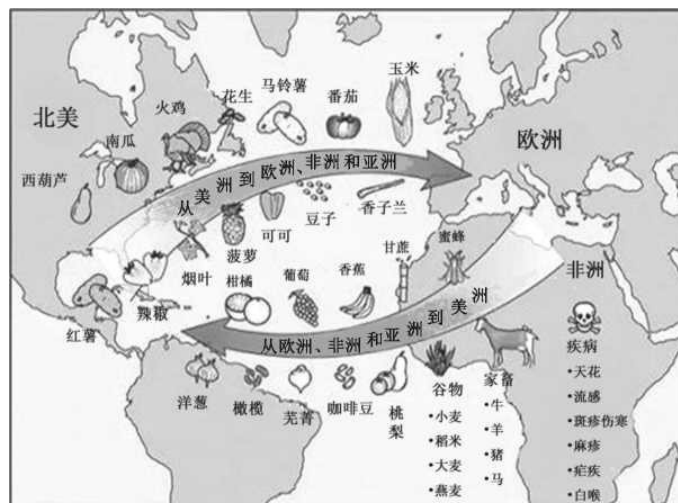 玉米
马铃薯
花生
番茄
火鸡
北美
欧洲
南瓜
西葫芦
从美洲到欧洲、非洲和亚洲
豆子
香子兰
可可
菠萝
烟叶
甘蔗
蜜蜂
香蕉
葡萄
柑橘
非洲
红薯
辣椒
从欧洲、非洲和亚洲到美洲
疾病
•天花
•流感
•斑疹伤寒
•麻疹
•疟疾
•白喉
洋葱
橄榄
芜菁
咖啡豆
桃
梨
谷物
•小麦
•稻米
•大麦
•燕麦
家畜
•牛
•羊
•猪
•马